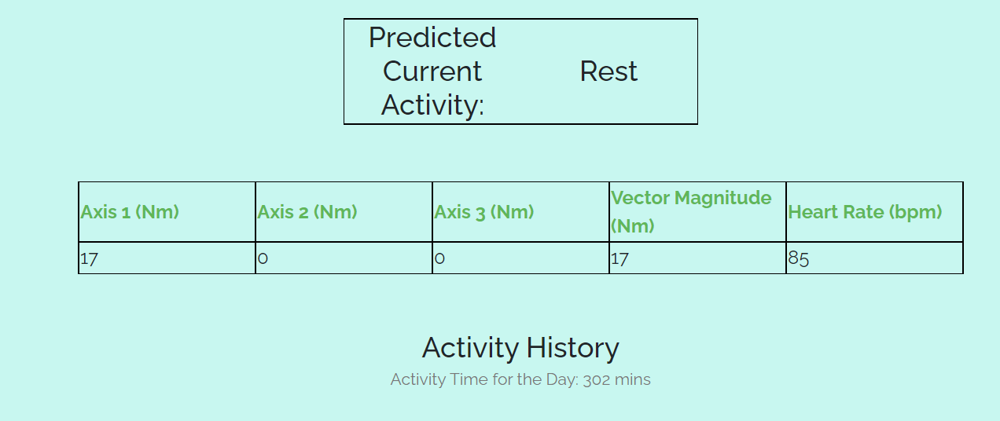 Predicted
Current
Activity:
Rest
Axis 1 (Nm) Axis 2 (Nm) Axis 3 (Nm) Vector Magnitude (Nm) Heart Rate (bpm)
17 0 0 17 85
Activity History
Activity Time for the Day: 302 mins